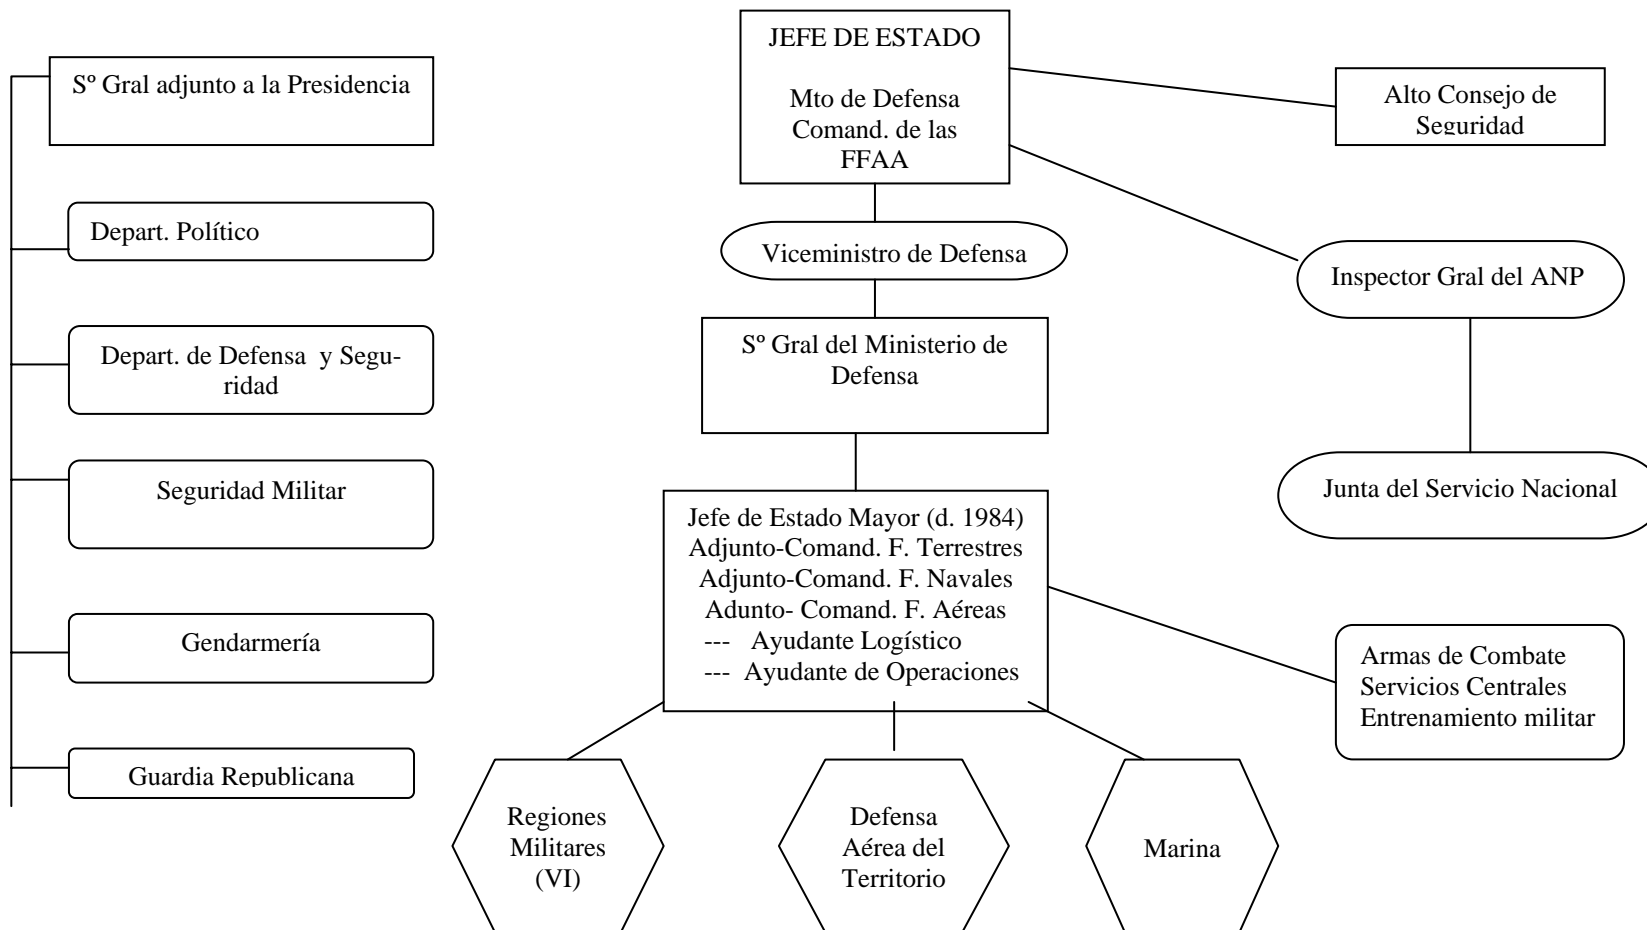 Sº Gral adjunto a la Presidencia
Depart. Político
Depart. de Defensa y Segu-
ridad
Seguridad Militar
Gendarmería
Guardia Republicana
JEFE DE ESTADO
Mto de Defensa
Comand. de las
FFAA
Viceministro de Defensa
Sº Gral del Ministerio de
Defensa
Jefe de Estado Mayor (d. 1984)
Adjunto-Comand. F. Terrestres
Adjunto-Comand. F. Navales
Adunto- Comand. F. Aéreas
--- Ayudante Logístico
--- Ayudante de Operaciones
Regiones
Militares
(VI)
Defensa
Aérea del
Territorio
Marina
Alto Consejo de
Seguridad
Inspector Gral del ANP
Junta del Servicio Nacional
Armas de Combate
Servicios Centrales
Entrenamiento militar